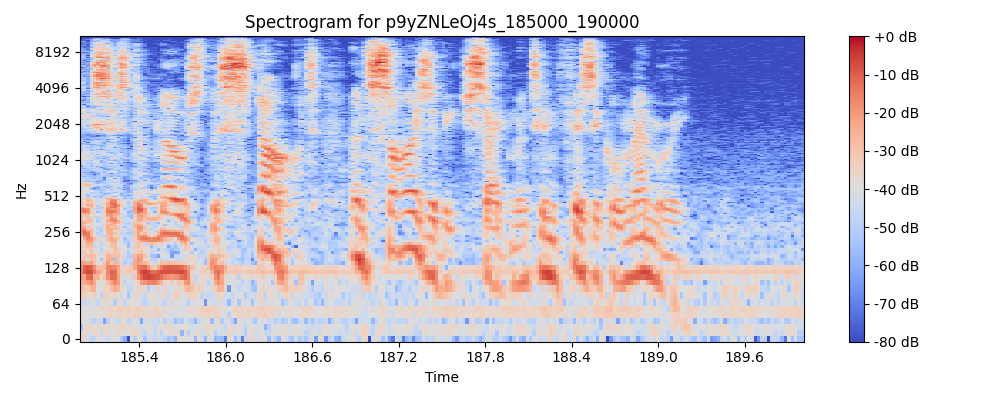 Spectrogram for p9yZNLeOj4s_185000_190000
8192
4096
2048
1024
512
256
128
64
0
Hz
185.4 186.0 186.6 187.2 187.8 188.4 189.0 189.6
Time
+0 dB
-10 dB
-20 dB
-30 dB
-40 dB
-50 dB
-60 dB
-70 dB
-80 dB